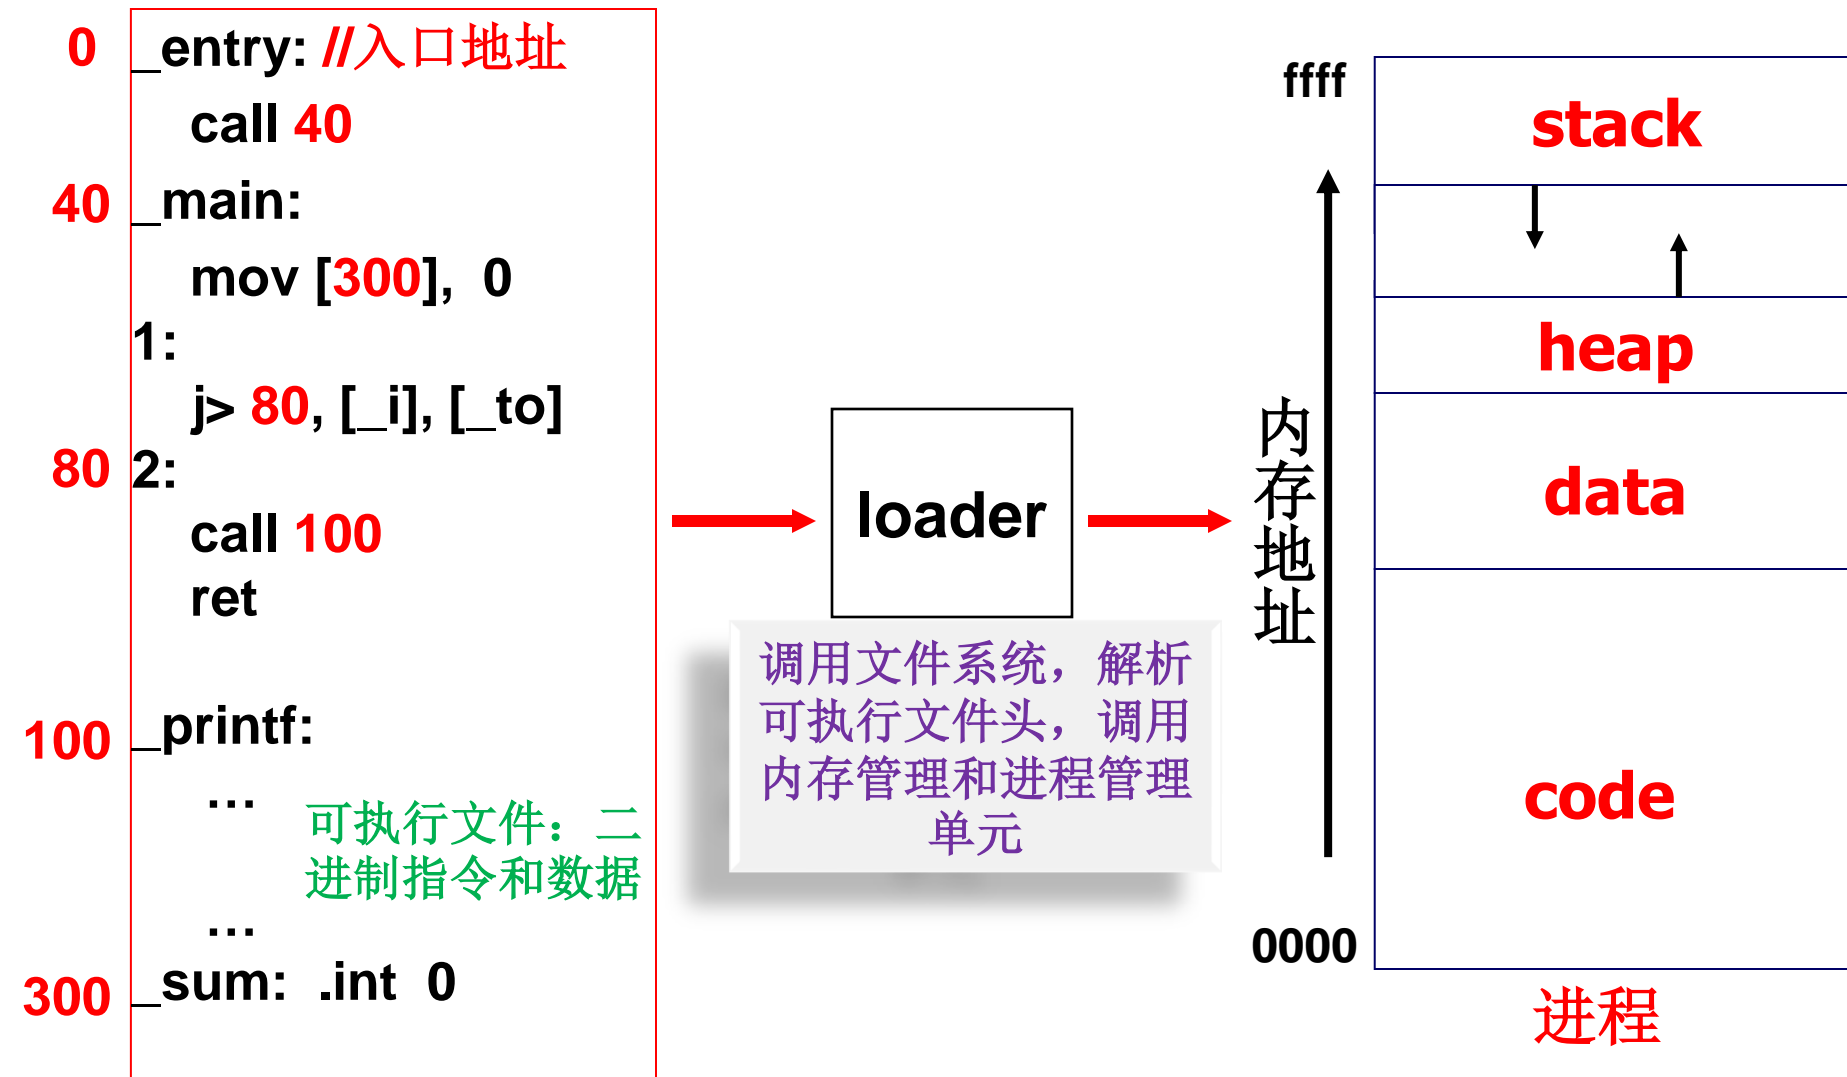 0 _entry: //入口地址
call 40
40 _main:
mov [300], 0
1:
j> 80, [_i], [_to]
80 2:
call 100
ret
100 _printf:
…
可执行文件：二
进制指令和数据
…
300 _sum: .int 0
loader
调用文件系统，解析
可执行文件头，调用
内存管理和进程管理
单元
ffff
内存地址
0000
stack
heap
data
code
进程